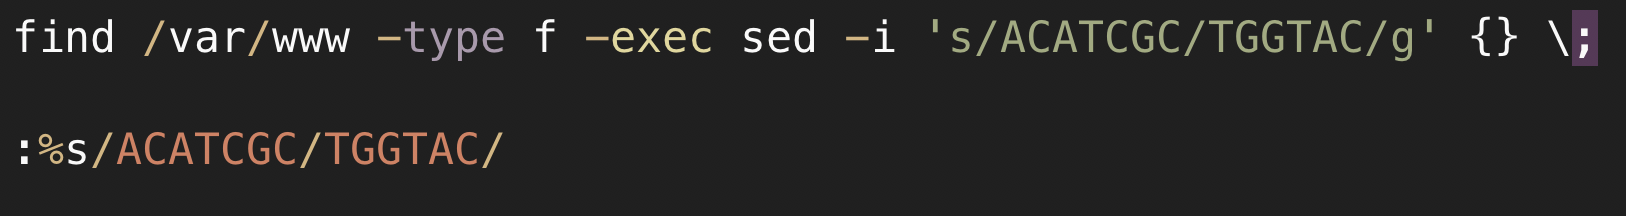 find /var/www -type f -exec sed -i 's/ACATCGC/TGGTAC/g' {} \;
:%s/ACATCGC/TGGTAC/